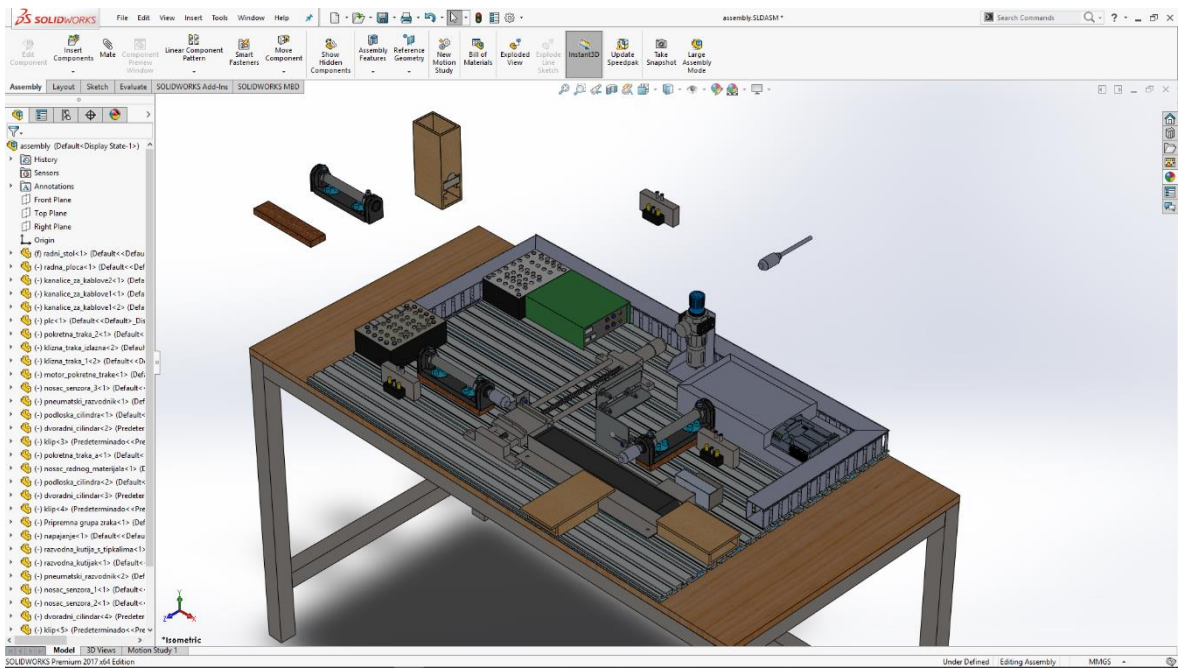 SOLIDWORKS File Edit View Insert Tools Window Help assembly.SLDASM * Search Commands
Edit Component
Insert Components
Mate
Component Preview Window
Linear Component Pattern
Smart Fasteners
Move Component
Show Hidden Components
Assembly Features
Reference Geometry
New Motion Study
Bill of Materials
Exploded View
Explode Line Sketch
Instant3D
Update Speedpak
Take Snapshot
Large Assembly Mode
Assembly Layout Sketch Evaluate SOLIDWORKS Add-Ins SOLIDWORKS MBD
assembly (Default<Display State-1>)
History
Sensors
Annotations
Front Plane
Top Plane
Right Plane
Origin
(f) radni_stol<1> (Default<<Defau
(-) radna_ploca<1> (Default<<Def
(-) kanalice_za_kablove2<1> (Defa
(-) kanalice_za_kablove1<1> (Defa
(-) kanalice_za_kablove1<2> (Defa
(-) plc<1> (Default<<Default>_Dis
(-) pokretna_traka_2<1> (Default<
(-) klizna_traka_izlazna<2> (Default
(-) klizna_traka_1<2> (Default<<Di
(-) motor_pokretne_trake<1> (Def
(-) nosac_senzora_3<1> (Default<
(-) pneumatski_razvodnik<1> (Def
(-) podloska_cilindra<1> (Default<
(-) dvoradni_cilindar<2> (Predeter
(-) klip<3> (Predeterminado<<Pre
(-) pokretna_traka_a<1> (Default<
(-) nosac_radnog_materijala<1> (D
(-) podloska_cilindra<2> (Default<
(-) dvoradni_cilindar<3> (Predeter
(-) klip<4> (Predeterminado<<Pre
(-) Pripremna grupa zraka<1> (Def
(-) napajanje<1> (Default<<Defau
(-) razvodna_kutija_s_tipkalima<1>
(-) razvodna_kutijak<1> (Default<
(-) pneumatski_razvodnik<2> (Def
(-) nosac_senzora_1<1> (Default<
(-) nosac_senzora_2<1> (Default<
(-) dvoradni_cilindar<4> (Predeter
(-) klip<5> (Predeterminado<<Pre
Y
Z
X
*Isometric
Model 3D Views Motion Study 1
SOLIDWORKS Premium 2017 x64 Edition Under Defined Editing Assembly MMGS